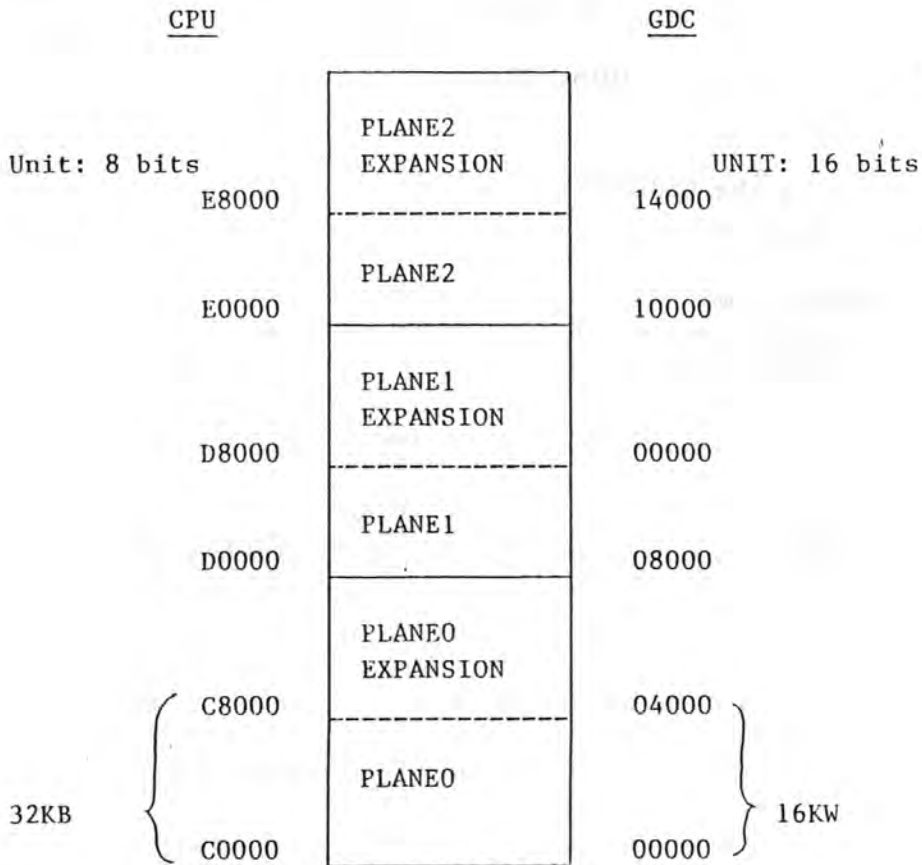 CPU GDC
PLANE2
EXPANSION
Unit: 8 bits UNIT: 16 bits
E8000 14000
PLANE2
E0000 10000
PLANE1
EXPANSION
D8000 00000
PLANE1
D0000 08000
PLANE0
EXPANSION
C8000 04000
PLANE0
32KB 16KW
C0000 00000